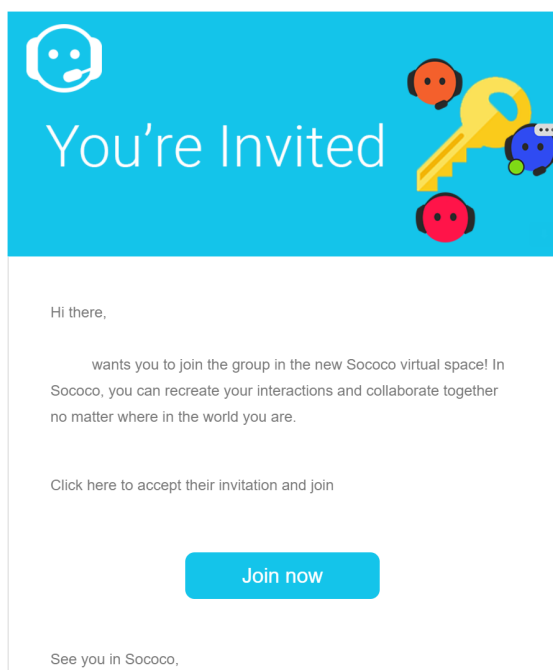 You're Invited
Hi there,
wants you to join the group in the new Sococo virtual space! In
Sococo, you can recreate your interactions and collaborate together
no matter where in the world you are.
Click here to accept their invitation and join
Join now
See you in Sococo,